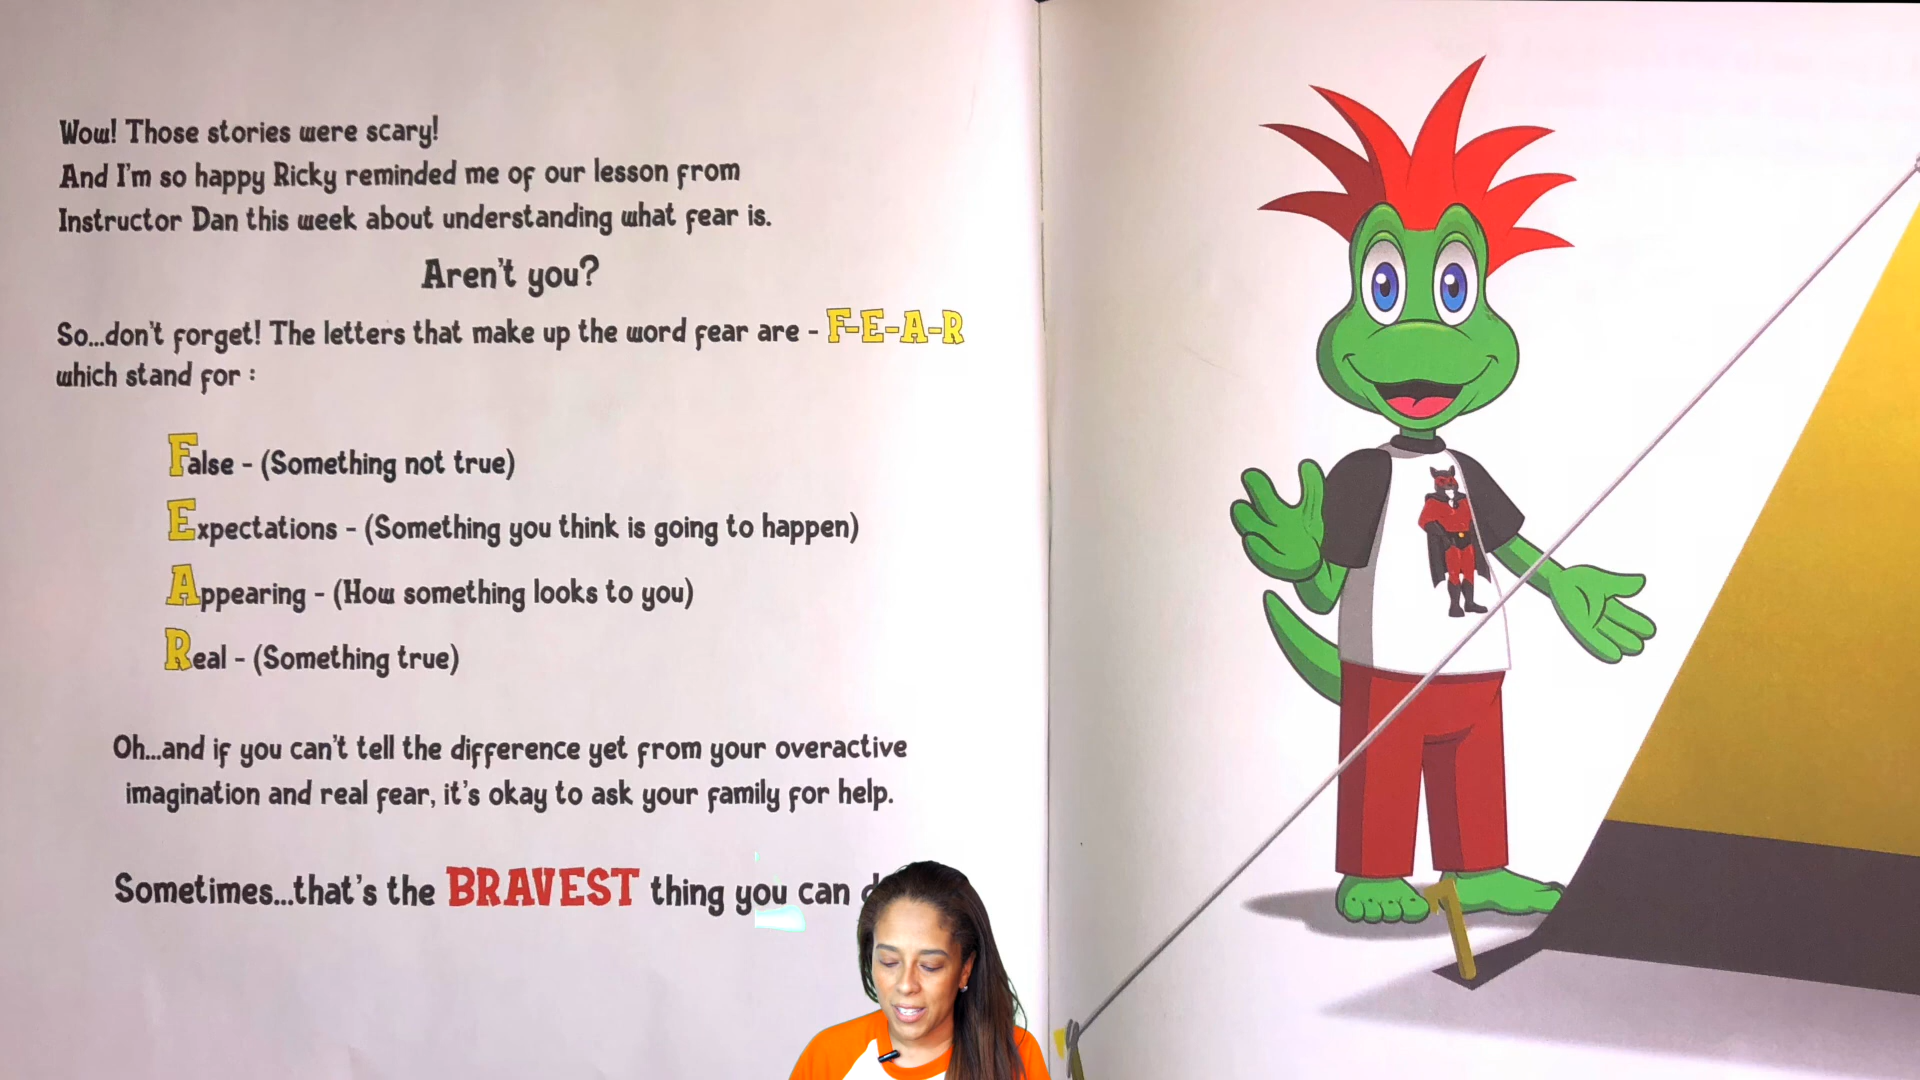 Wow! Those stories were scary!
And I'm so happy Ricky reminded me of our lesson from
Instructor Dan this week about understanding what fear is.
Aren't you?
So...don't forget! The letters that make up the word fear are - F-E-A-R
which stand for :
False - (Something not true)
Expectations - (Something you think is going to happen)
Appearing - (How something looks to you)
Real - (Something true)
Oh...and if you can't tell the difference yet from your overactive
imagination and real fear, it's okay to ask your family for help.
Sometimes...that's the BRAVEST thing you can